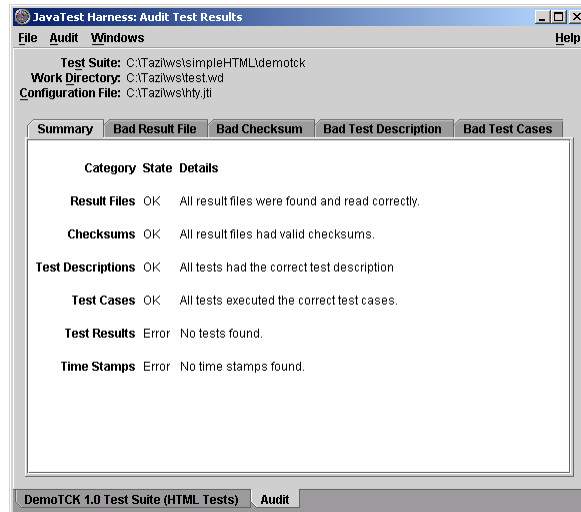 JavaTest Harness: Audit Test Results
File Audit Windows Help
Test Suite: C:\Tazi\ws\simpleHTML\demotck
Work Directory: C:\Tazi\ws\test.wd
Configuration File: C:\Tazi\ws\hty.jti
Summary Bad Result File Bad Checksum Bad Test Description Bad Test Cases
Category State Details
Result Files OK All result files were found and read correctly.
Checksums OK All result files had valid checksums.
Test Descriptions OK All tests had the correct test description
Test Cases OK All tests executed the correct test cases.
Test Results Error No tests found.
Time Stamps Error No time stamps found.
DemoTCK 1.0 Test Suite (HTML Tests) Audit